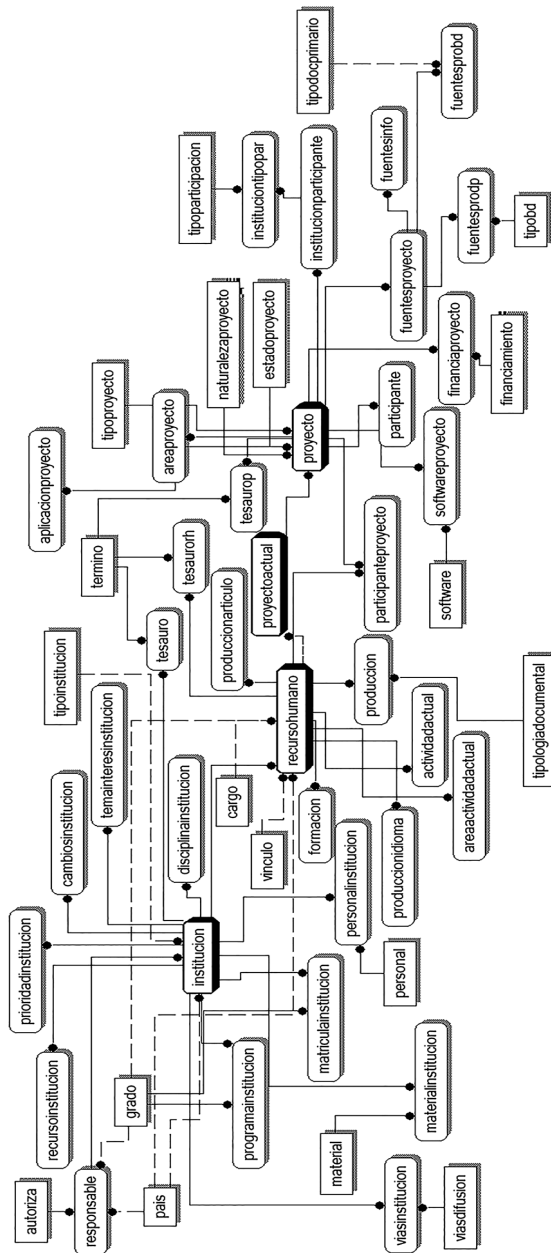 autoriza
responsable
pais
grado
recursoinstitucion
prioridadinstitucion
cambiosinstitucion
temainteresinstitucion
tipoinstitucion
disciplinainstitucion
institucion
programainstitucion
matriculainstitucion
material
materialinstitucion
viasinstitucion
viasdifusion
personal
personalinstitucion
cargo
vinculo
formacion
recursohumano
produccionidioma
areaactividadactual
actividadactual
produccion
tipologiadocumental
termino
tesauro
tesaurorh
tesaurop
produccionarticulo
proyectoactual
participanteproyecto
aplicacionproyecto
tipoproyecto
areaproyecto
naturalezaproyecto
estadoproyecto
proyecto
participante
softwareproyecto
software
financiaproyecto
financiamiento
tipoparticipacion
instituciontipopar
institucionparticipante
fuentesproyecto
fuentesinfo
fuentesprodp
tipobd
tipodocprimario
fuentesprobd